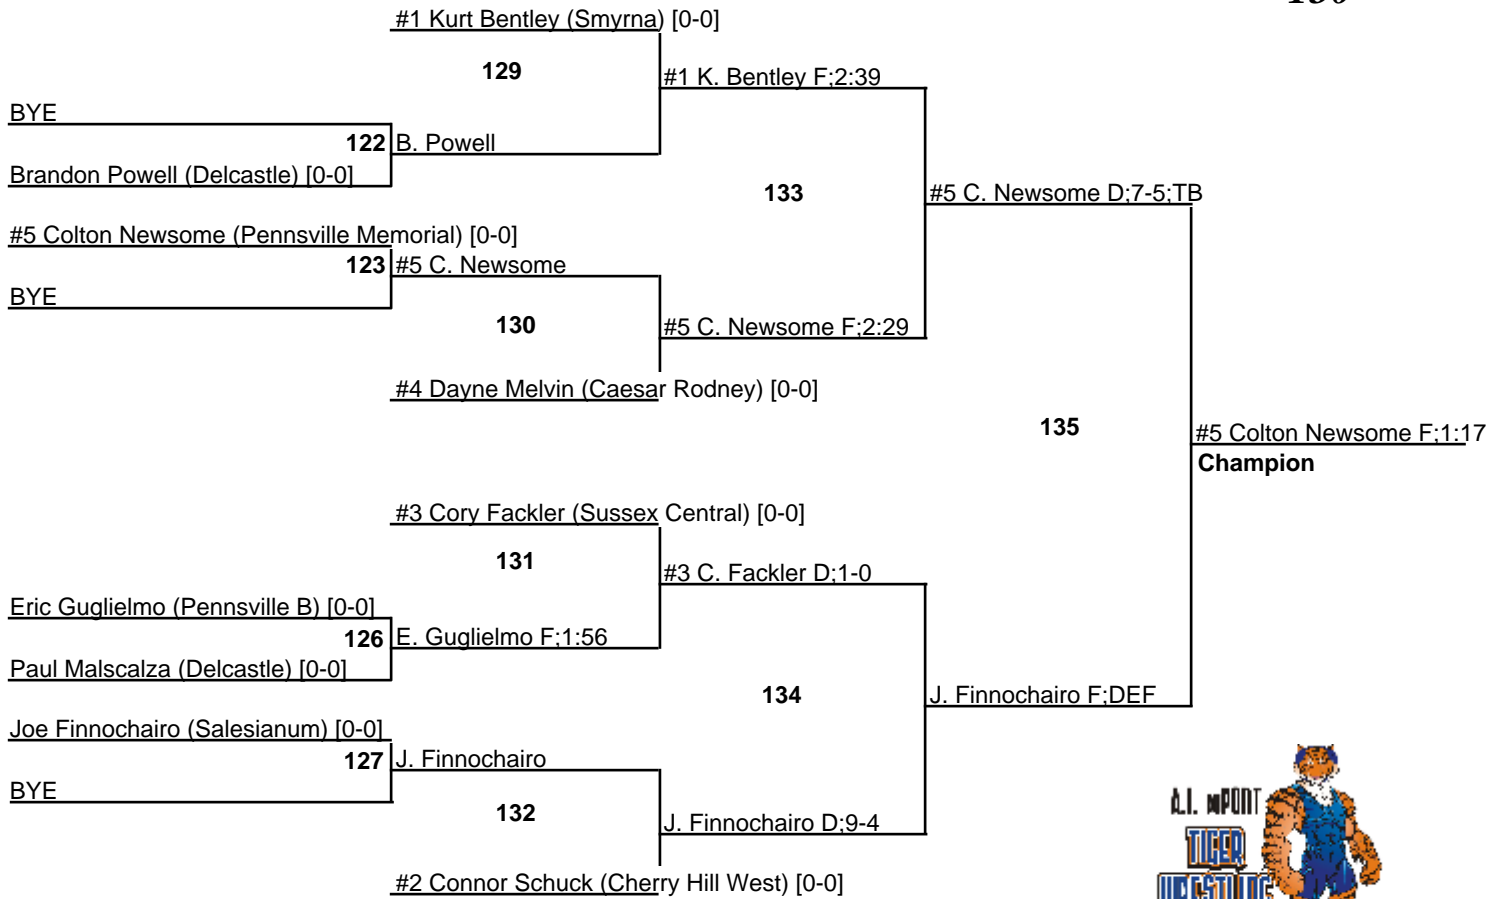 #1 Kurt Bentley (Smyrna) [0-0]
129
#1 K. Bentley F;2:39
BYE
122 B. Powell
Brandon Powell (Delcastle) [0-0]
133
#5 C. Newsome D;7-5;TB
#5 Colton Newsome (Pennsville Memorial) [0-0]
123 #5 C. Newsome
BYE
130
#5 C. Newsome F;2:29
#4 Dayne Melvin (Caesar Rodney) [0-0]
135
#5 Colton Newsome F;1:17
Champion
#3 Cory Fackler (Sussex Central) [0-0]
131
#3 C. Fackler D;1-0
Eric Guglielmo (Pennsville B) [0-0]
126 E. Guglielmo F;1:56
Paul Malscalza (Delcastle) [0-0]
134
J. Finnochairo F;DEF
Joe Finnochairo (Salesianum) [0-0]
127 J. Finnochairo
BYE
132
J. Finnochairo D;9-4
#2 Connor Schuck (Cherry Hill West) [0-0]
A.I. duPONT
TIGER
WRESTLING